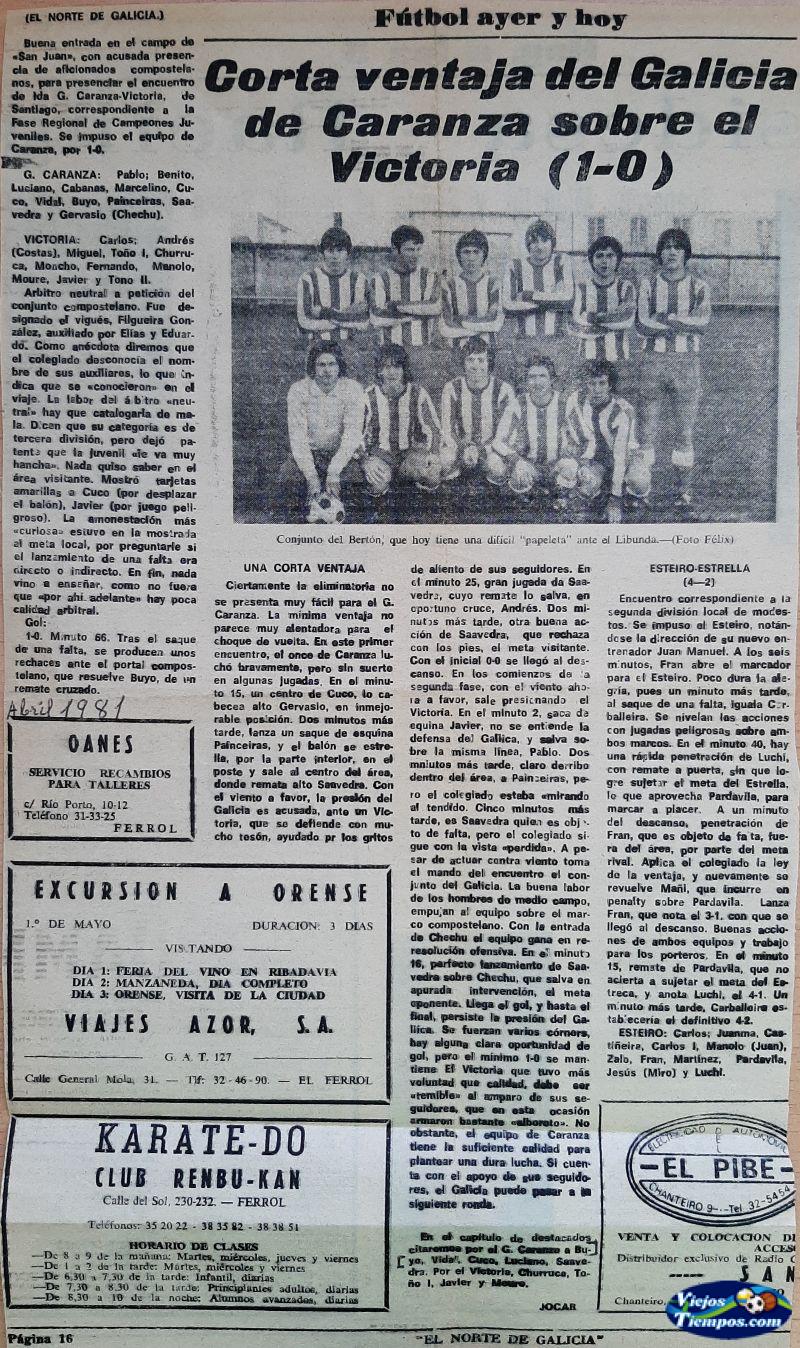 (EL NORTE DE GALICIA.)
Fútbol ayer y hoy
Corta ventaja del Galicia
de Caranza sobre el
Victoria (1-0)
Buena entrada en el campo de
«San Juan», con acusada presen-
cia de aficionados compostela-
nos, para presenciar el encuentro
de Ida G. Caranza-Victoria, de
Santiago, correspondiente a la
Fase Regional de Campeones Ju-
veniles. Se impuso el equipo de
Caranza, por 1-0.
G. CARANZA: Pablo; Benito,
Luciano, Cabanas, Marcelino, Cu-
co, Vidal, Buyo, Painceiras, Saa-
vedra y Gervasio (Chechu).
VICTORIA: Carlos; Andrés
(Costas), Miguel, Toño I, Churru-
ca, Moncho, Fernando, Manolo,
Moure, Javier y Tono II.
Arbitro neutral a petición del
conjunto compostelano. Fue de-
signado el vigués, Filgueira Gon-
zález, auxiliado por Elías y Eduar-
do. Como anécdota diremos que
el colegiado desconocía el nom-
bre de sus auxiliares, lo que in-
dica que se «conocieron» en el
viaje. La labor del árbitro «neu-
tral» hay que catalogarla de ma-
la. Dicen que su categoría es de
tercera división, pero dejó pa-
tente que la juvenil «le va muy
hancha». Nada quiso saber en el
área visitante. Mostró tarjetas
amarillas a Cuco (por desplazar
el balón), Javier (por juego peli-
groso). La amonestación más
«curiosa» estuvo en la mostrada
al meta local, por preguntarle si
el lanzamiento de una falta era
directo o indirecto. En fin, nada
vino a enseñar, como no fuera
que «por ahí adelante» hay poca
calidad arbitral.
Gol:
1-0. Minuto 66. Tras el saque
de una falta, se producen unos
rechaces ante el portal compos-
telano, que resuelve Buyo, de un
remate cruzado.
Abril 1981
Conjunto del Bertón, que hoy tiene una difícil "papeleta" ante el Libunda.—(Foto Félix)
UNA CORTA VENTAJA
Ciertamente la eliminatoria no
se presenta muy fácil para el G.
Caranza. La mínima ventaja no
parece muy alentadora para el
choque de vuelta. En este primer
encuentro, el once de Caranza lu-
chó bravamente, pero sin suerte
en algunas jugadas. En el minu-
to 15, un centro de Cuco, lo ca-
becea alto Gervasio, en inmejo-
rable posición. Dos minutos más
tarde, lanza un saque de esquina
Painceiras, y el balón se estre-
lla, por la parte interior, en el
poste y sale al centro del área,
donde remata alto Saavedra. Con
el viento a favor, la presión del
Galicia es acusada, ante un Vic-
toria, que se defiende con mu-
cho tesón, ayudado pr los gritos
de aliento de sus seguidores. En
el minuto 25, gran jugada da Saa-
vedra, cuyo remate lo salva, en
oportuno cruce, Andrés. Dos mi-
nutos más tarde, otra buena ac-
ción de Saavedra, que rechaza
con los pies, el meta visitante.
Con el inicial 0-0 se llegó al des-
canso. En los comienzos de la
segunda fase, con el viento aho-
ra a favor, sale presionando el
Victoria. En el minuto 2, saca de
equina Javier, no se entiende la
defensa del Gallica, y salva so-
bre la misma línea, Pablo. Dos
minutos más tarde, claro derribo
dentro del área, a Painceiras, pe-
ro el colegiado estaba «mirando
al tendido. Cinco minutos más
tarde, es Saavedra quien es obj-
to de falta, pero el colegiado si-
gue con la vista «perdida». A pe-
sar de actuar contra viento toma
el mando del encuentro el con-
junto del Galicia. La buena labor
de los hombres de medio campo,
empujan al equipo sobre el mar-
co compostelano. Con la entrada
de Chechu el equipo gana en re-
resolución ofensiva. En el minuto
16, perfecto lanzamiento de Saa-
vedra sobre Chechu, que salva en
apurada intervención, el meta
oponente. Llega el gol, y hasta el
final, persiste la presión del Ga-
lica. Se fuerzan varios córners,
hay alguna clara oportunidad de
gol, pero el mínimo 1-0 se man-
tiene. El Victoria que tuvo más
voluntad que calidad, debe ser
«temible» al amparo de sus se-
guidores, que en esta ocasión
armaron bastante «alboroto». No
obstante, el equipo de Caranza
tiene la suficiente calidad para
plantear una dura lucha. Si cuen-
ta con el apoyo de sus seguido-
res, el Galicia puede pasar a la
siguiente ronda.
En el capítulo de destacados
citaremos por el G. Caranza a Bu-
yo, Vidal, Cuco, Luciano, Saave-
dra. Por el Victoria, Churruca, To-
ño I, Javier y Moure.
JOCAR
ESTEIRO-ESTRELLA
(4—2)
Encuentro correspondiente a la
segunda división local de modes-
tos. Se impuso el Esteiro, notán-
dose la dirección de su nuevo en-
trenador Juan Manuel. A los seis
minutos, Fran abre el marcador
para el Esteiro. Poco dura la ale-
gría, pues un minuto más tarde,
al saque de una falta, iguala Car-
balleira. Se nivelan las acciones
con jugadas peligrosas sobre am-
bos marcos. En el minuto 40, hay
una rápida penetración de Luchi,
con remate a puerta, sin que lo-
gre sujetar el meta del Estrella,
lo que aprovecha Pardavila, para
marcar a placer. A un minuto
del descanso, penetración de
Fran, que es objeto de falta, fue-
ra del área, por parte del meta
rival. Aplica el colegiado la ley
de la ventaja, y nuevamente se
revuelve Mañi, que incurre en
penalty sobre Pardavila. Lanza
Fran, que nota el 3-1. con que se
llegó al descanso. Buenas accio-
nes de ambos equipos y trabajo
para los porteros. En el minuto
15, remate de Pardavila, que no
acierta a sujetar el meta del Es-
treca, y anota Luchi, el 4-1. Un
minuto más tarde, Carballeira es-
tablecería el definitivo 4-2.
ESTEIRO: Carlos; Juanma, Cas-
tiñeira, Carlos I, Manolo (Juan),
Zalo, Fran, Martínez, Pardavila,
Jesús (Miro) y Luchi.
OANES
SERVICIO RECAMBIOS
PARA TALLERES
c/ Río Porto, 10-12
Teléfono 31-33-25
FERROL
EXCURSION A ORENSE
1.º DE MAYO DURACION: 3 DIAS
VISITANDO
DIA 1: FERIA DEL VINO EN RIBADAVIA
DIA 2: MANZANEDA, DIA COMPLETO
DIA 3: ORENSE, VISITA DE LA CIUDAD
VIAJES AZOR, S.A.
G. A. T. 127
Calle General Mola, 31. — Tlf: 32-46-90. — EL FERROL
KARATE-DO
CLUB RENBU-KAN
Calle del Sol, 230-232. — FERROL
Teléfonos: 35 20 22 - 38 35 82 - 38 38 51
HORARIO DE CLASES
—De 8 a 9 de la mañana: Martes, miércoles, jueves y viernes
—De 1 a 2 de la tarde: Martes, miércoles y viernes
—De 6,30 a 7,30 de la tarde: Infantil, diarias
—De 7,30 a 8,30 de la tarde: Principiantes adultos, diarias
—De 8,30 a 10 de la noche: Alumnos avanzados, diarias
ELECTRICIDAD DEL AUTOMOVIL
—EL PIBE—
CHANTEIRO 9 - Tel. 32-5454
VENTA Y COLOCACION D
ACCES
Distribuidor exclusivo de Radio C
SAN
Chanteiro,
Viejos
Tiempos.com
Página 16
"EL NORTE DE GALICIA"